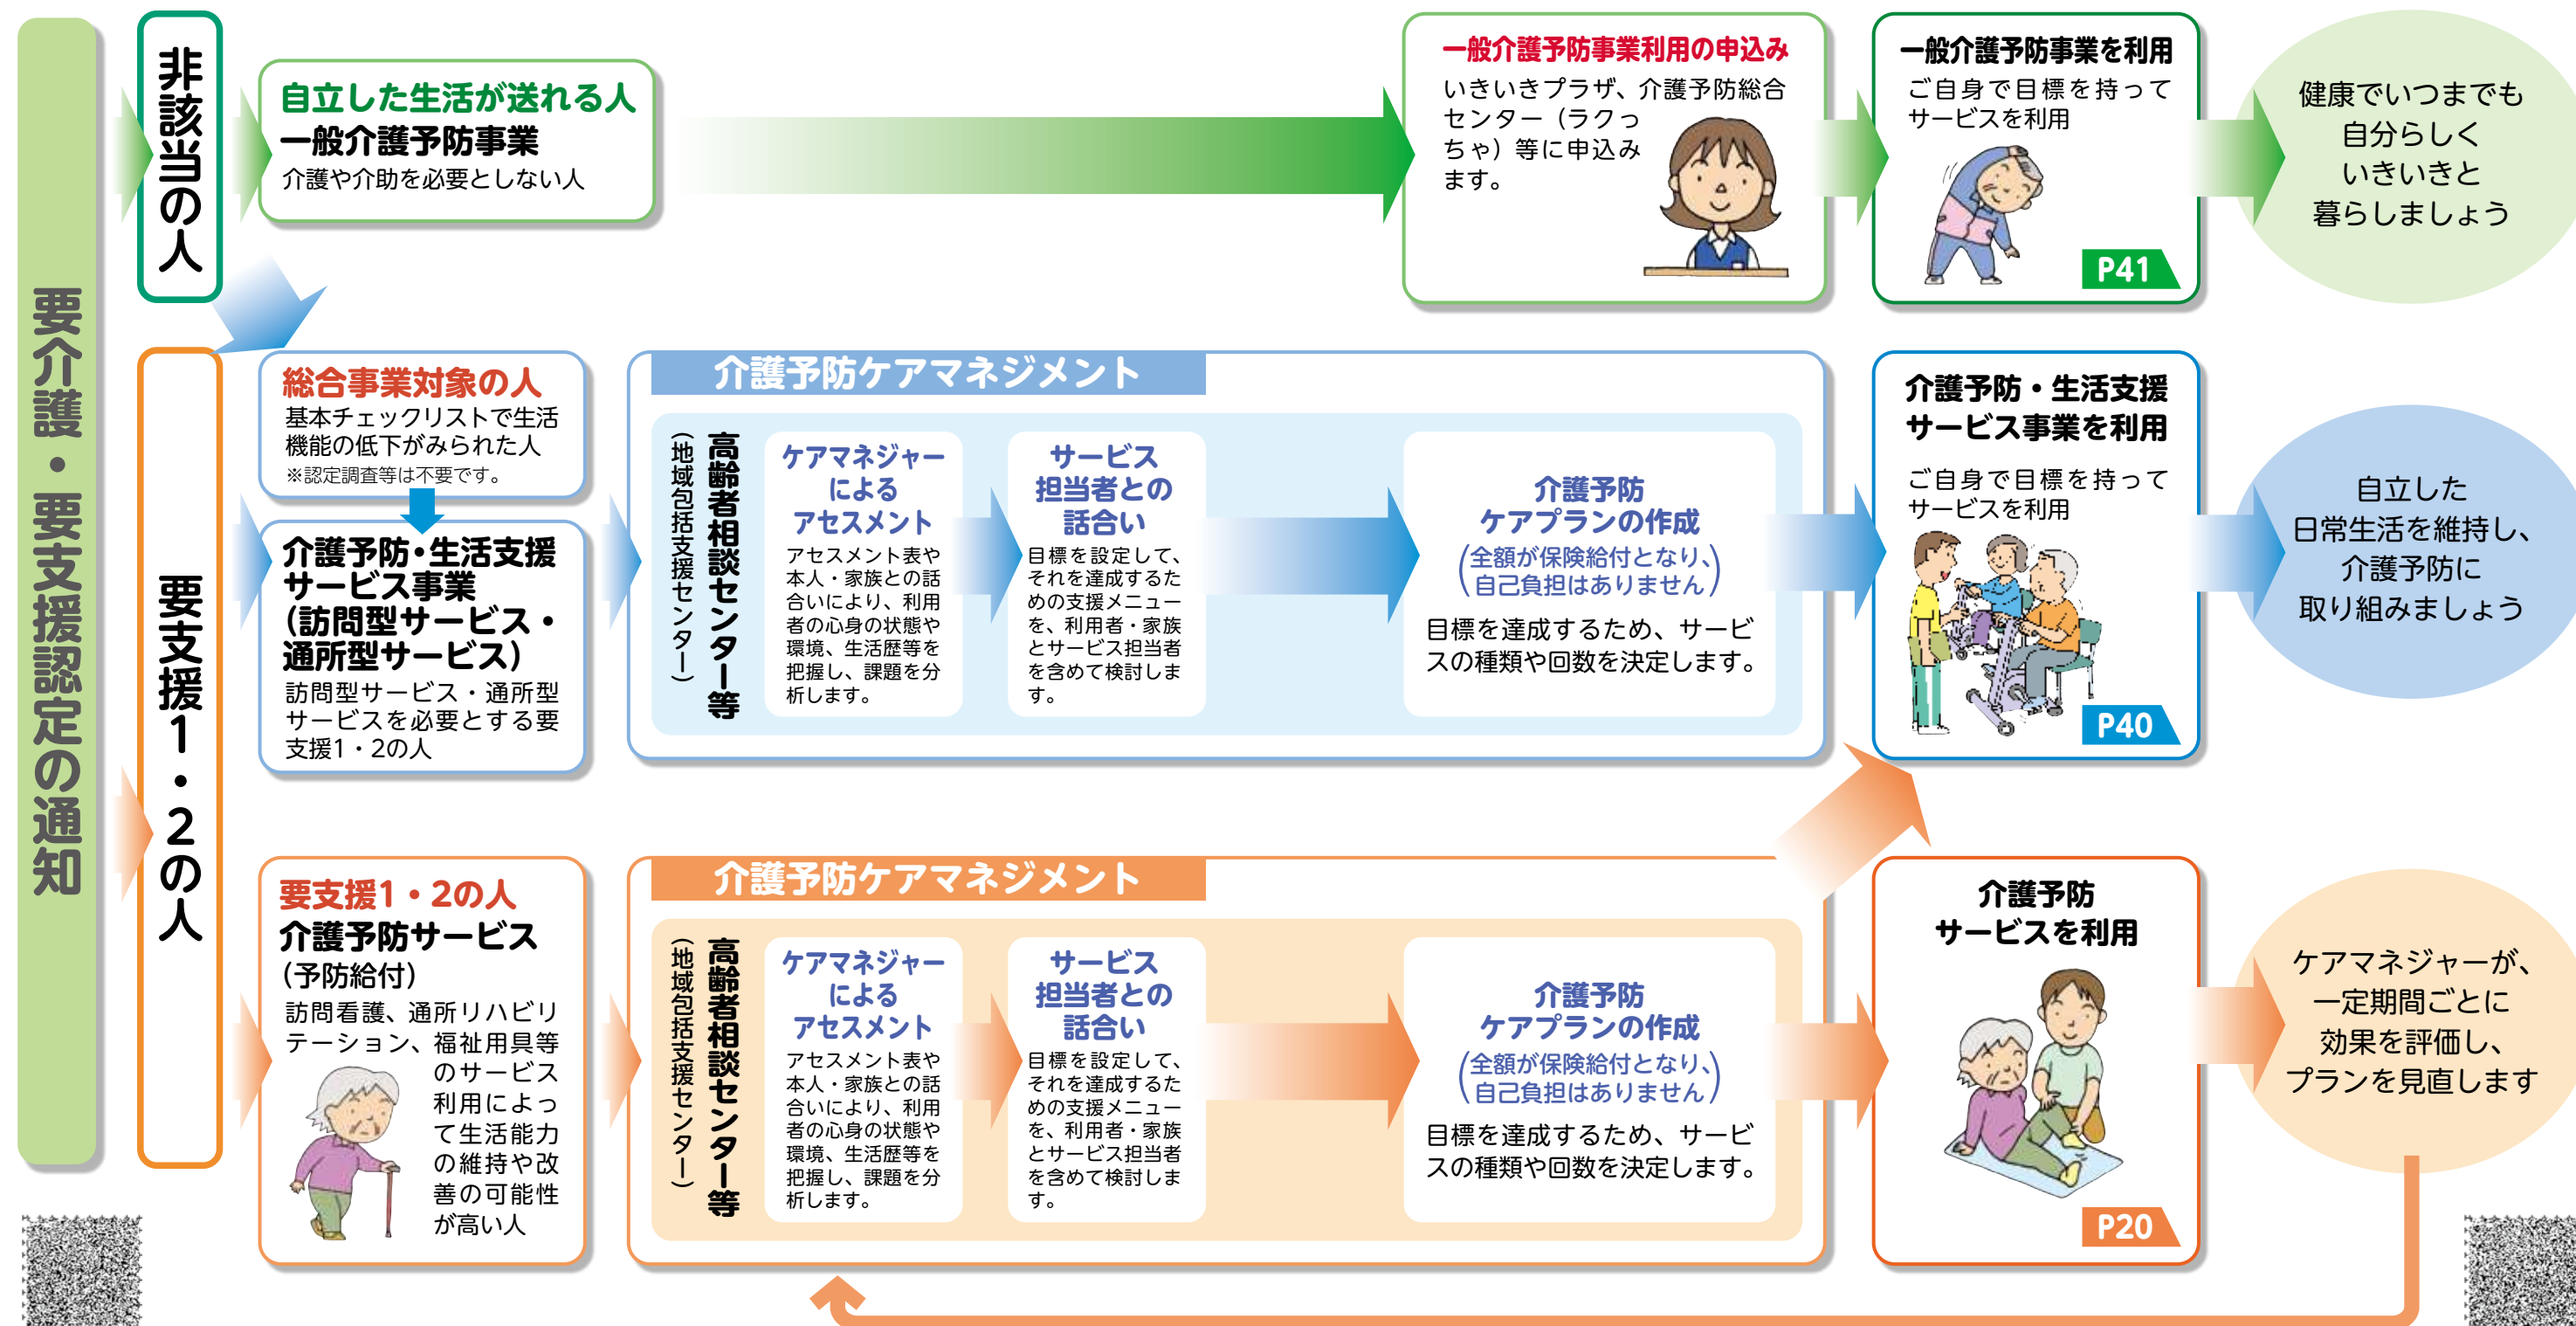 要介護・要支援認定の通知
非該当の人
自立した生活が送れる人
一般介護予防事業
介護や介助を必要としない人
一般介護予防事業利用の申込み
いきいきプラザ、介護予防総合
センター（ラクっ
ちゃ）等に申込み
ます。
一般介護予防事業を利用
ご自身で目標を持って
サービスを利用
P41
健康でいつまでも
自分らしく
いきいきと
暮らしましょう
要支援1・2の人
総合事業対象の人
基本チェックリストで生活
機能の低下がみられた人
※認定調査等は不要です。
介護予防・生活支援
サービス事業
（訪問型サービス・
通所型サービス）
訪問型サービス・通所型
サービスを必要とする要
支援1・2の人
介護予防ケアマネジメント
高齢者相談センター等
（地域包括支援センター）
ケアマネジャー
による
アセスメント
アセスメント表や
本人・家族との話
合いにより、利用
者の心身の状態や
環境、生活歴等を
把握し、課題を分
析します。
サービス
担当者との
話合い
目標を設定して、
それを達成するた
めの支援メニュー
を、利用者・家族
とサービス担当者
を含めて検討しま
す。
介護予防
ケアプランの作成
（全額が保険給付となり、
自己負担はありません）
目標を達成するため、サービ
スの種類や回数を決定します。
介護予防・生活支援
サービス事業を利用
ご自身で目標を持って
サービスを利用
P40
自立した
日常生活を維持し、
介護予防に
取り組みましょう
要支援1・2の人
介護予防サービス
（予防給付）
訪問看護、通所リハビリ
テーション、福祉用具等
のサービス
利用によっ
て生活能力
の維持や改
善の可能性
が高い人
介護予防ケアマネジメント
高齢者相談センター等
（地域包括支援センター）
ケアマネジャー
による
アセスメント
アセスメント表や
本人・家族との話
合いにより、利用
者の心身の状態や
環境、生活歴等を
把握し、課題を分
析します。
サービス
担当者との
話合い
目標を設定して、
それを達成するた
めの支援メニュー
を、利用者・家族
とサービス担当者
を含めて検討しま
す。
介護予防
ケアプランの作成
（全額が保険給付となり、
自己負担はありません）
目標を達成するため、サービ
スの種類や回数を決定します。
介護予防
サービスを利用
P20
ケアマネジャーが、
一定期間ごとに
効果を評価し、
プランを見直します